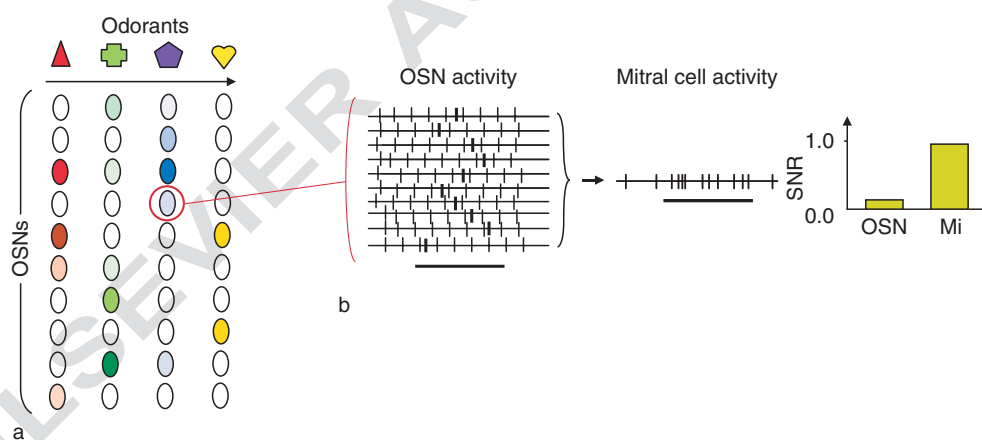 Odorants
OSNs
a
OSN activity
b
Mitral cell activity
SNR
1.0
0.0
OSN Mi
ELSEVIER A